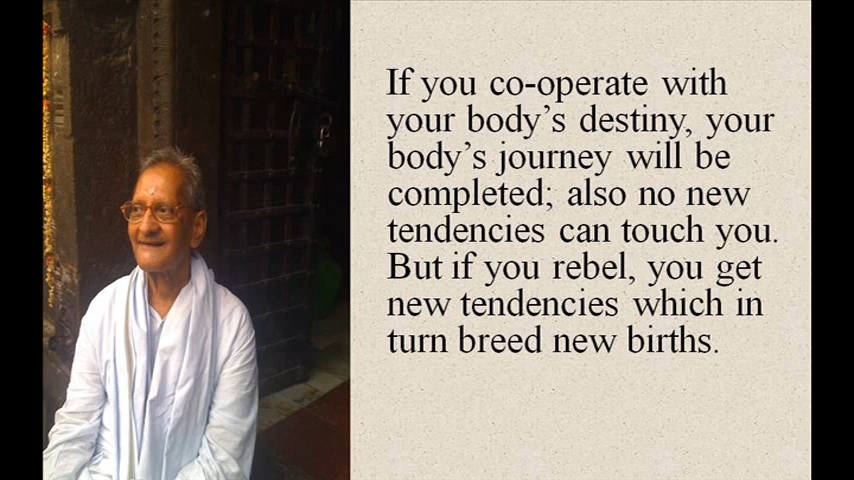 If you co-operate with
your body’s destiny, your
body’s journey will be
completed; also no new
tendencies can touch you.
But if you rebel, you get
new tendencies which in
turn breed new births.